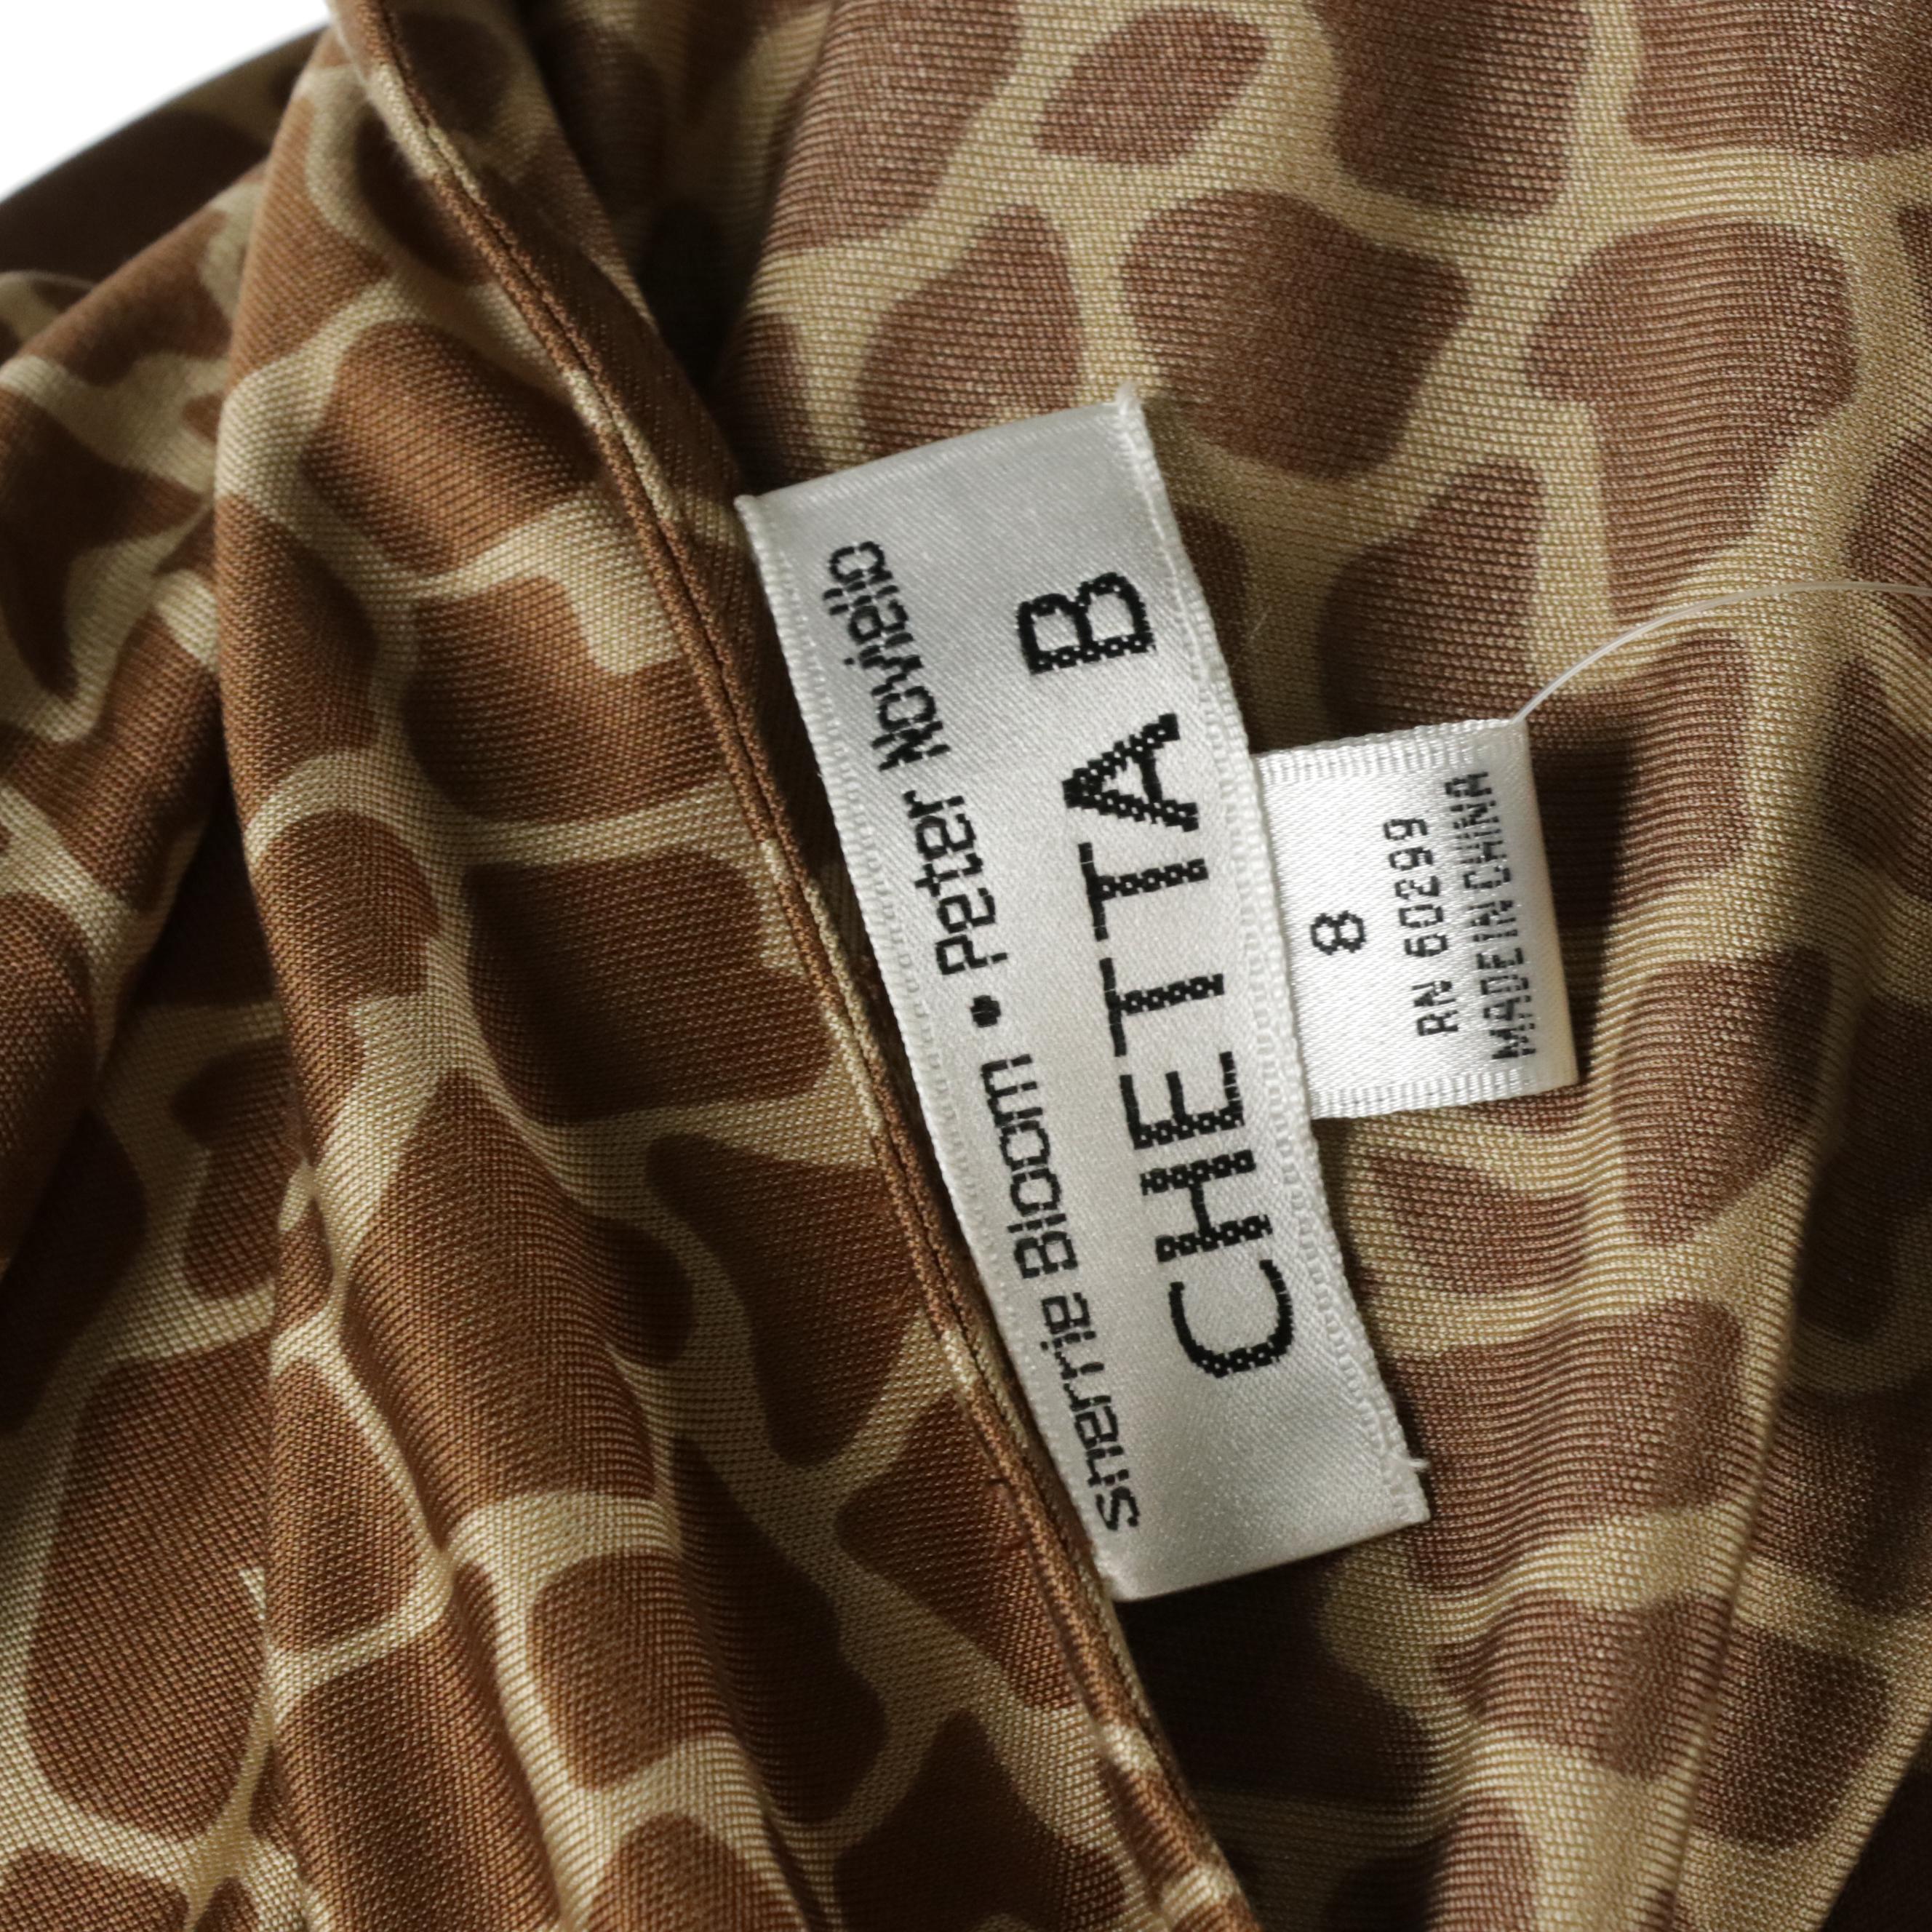 Sherrie Bloom • Peter Noviello
CHETTA B
8
RN 60299
MADE IN CHINA